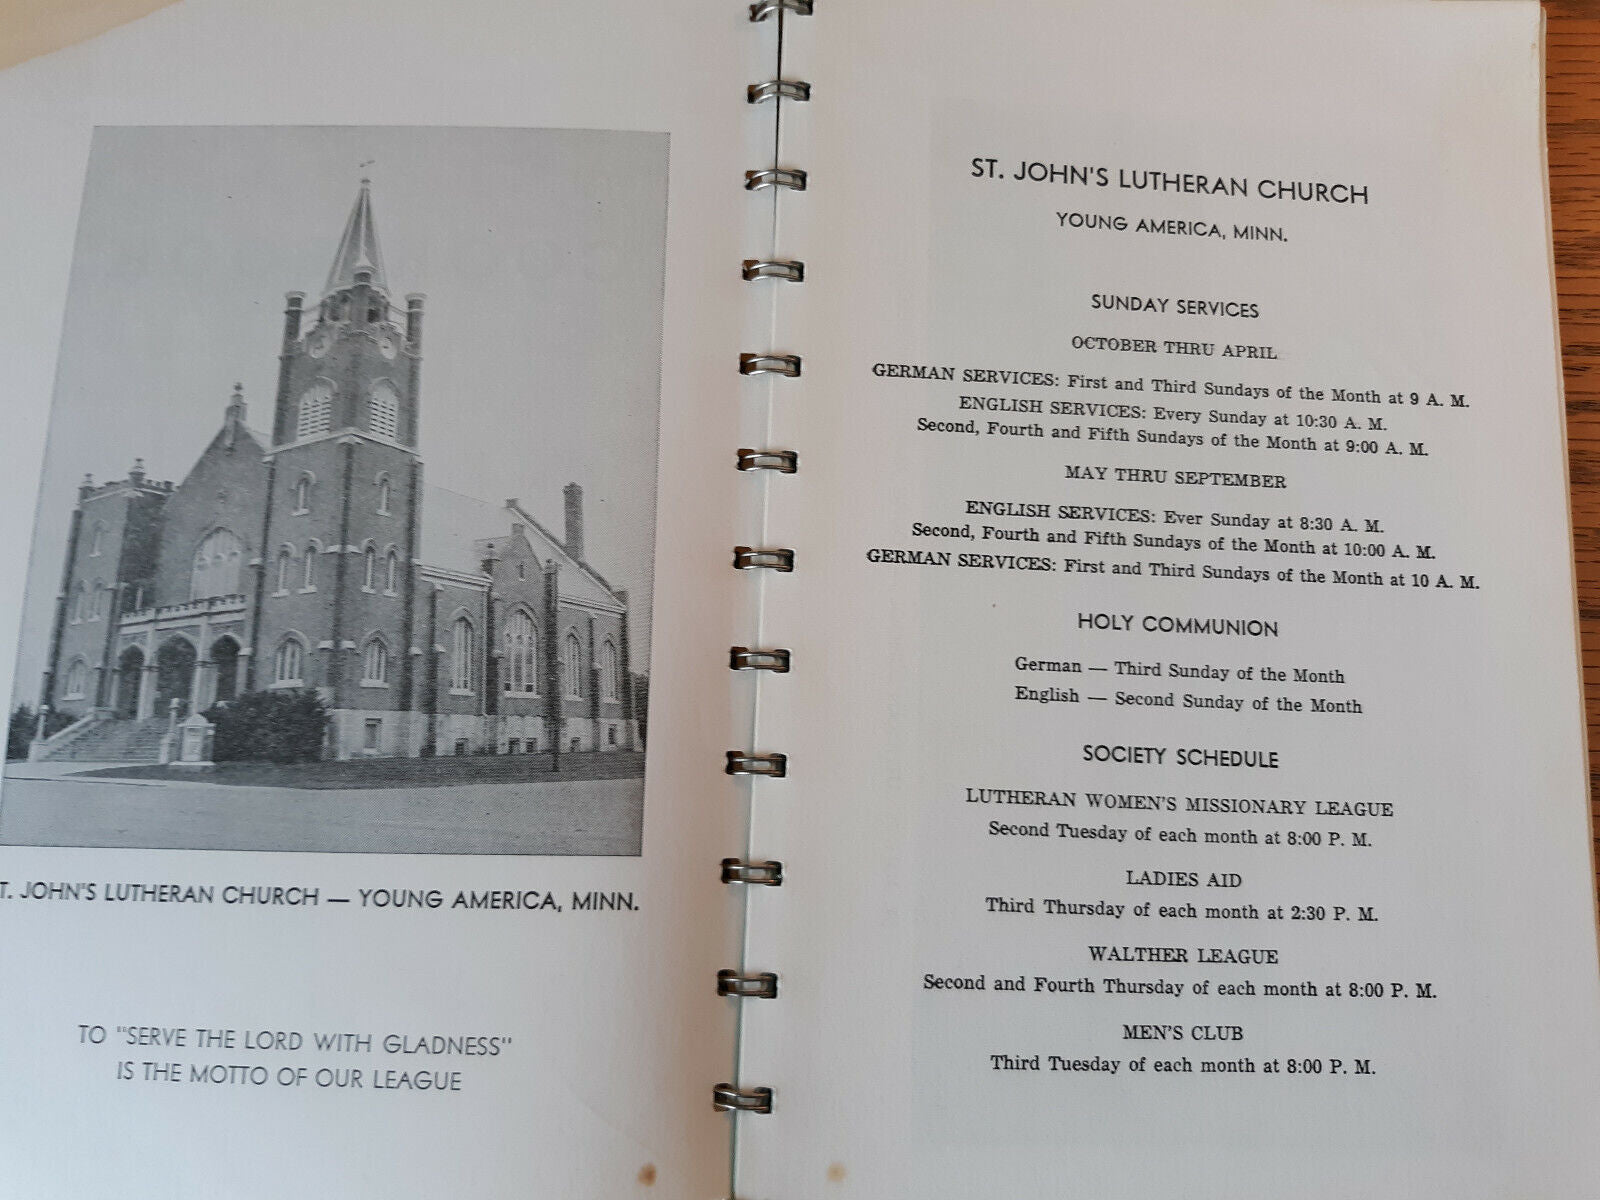 T. JOHN'S LUTHERAN CHURCH — YOUNG AMERICA, MINN.
TO "SERVE THE LORD WITH GLADNESS"
IS THE MOTTO OF OUR LEAGUE
ST. JOHN'S LUTHERAN CHURCH
YOUNG AMERICA, MINN.
SUNDAY SERVICES
OCTOBER THRU APRIL
GERMAN SERVICES: First and Third Sundays of the Month at 9 A. M.
ENGLISH SERVICES: Every Sunday at 10:30 A. M.
Second, Fourth and Fifth Sundays of the Month at 9:00 A. M.
MAY THRU SEPTEMBER
ENGLISH SERVICES: Ever Sunday at 8:30 A. M.
Second, Fourth and Fifth Sundays of the Month at 10:00 A. M.
GERMAN SERVICES: First and Third Sundays of the Month at 10 A. M.
HOLY COMMUNION
German — Third Sunday of the Month
English — Second Sunday of the Month
SOCIETY SCHEDULE
LUTHERAN WOMEN'S MISSIONARY LEAGUE
Second Tuesday of each month at 8:00 P. M.
LADIES AID
Third Thursday of each month at 2:30 P. M.
WALTHER LEAGUE
Second and Fourth Thursday of each month at 8:00 P. M.
MEN'S CLUB
Third Tuesday of each month at 8:00 P. M.